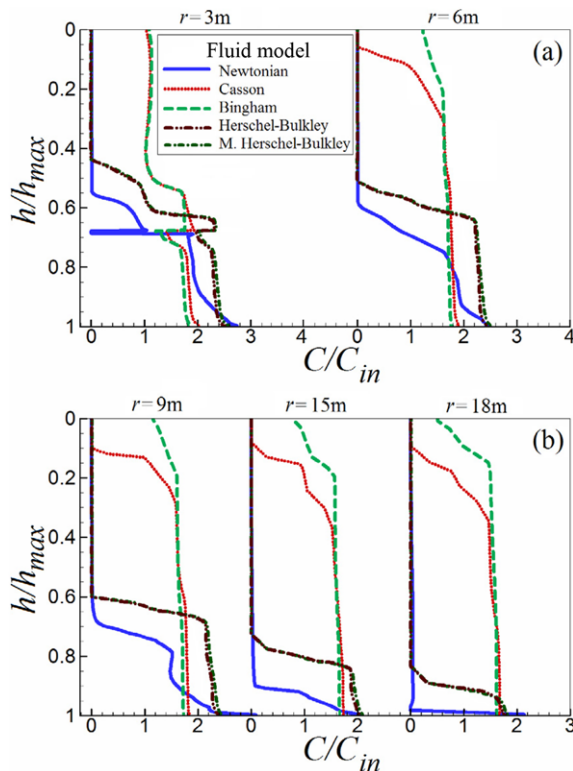 r=3m r=6m
(a)
Fluid model
Newtonian
Casson
Bingham
Herschel-Bulkley
M. Herschel-Bulkley
0
0.2
0.4
0.6
0.8
1
h/hmax
0 1 2 3 0 1 2 3 4
C/Cin
r=9m r=15m r=18m
(b)
0
0.2
0.4
0.6
0.8
1
h/hmax
0 1 2 0 1 2 0 1 2 3
C/Cin